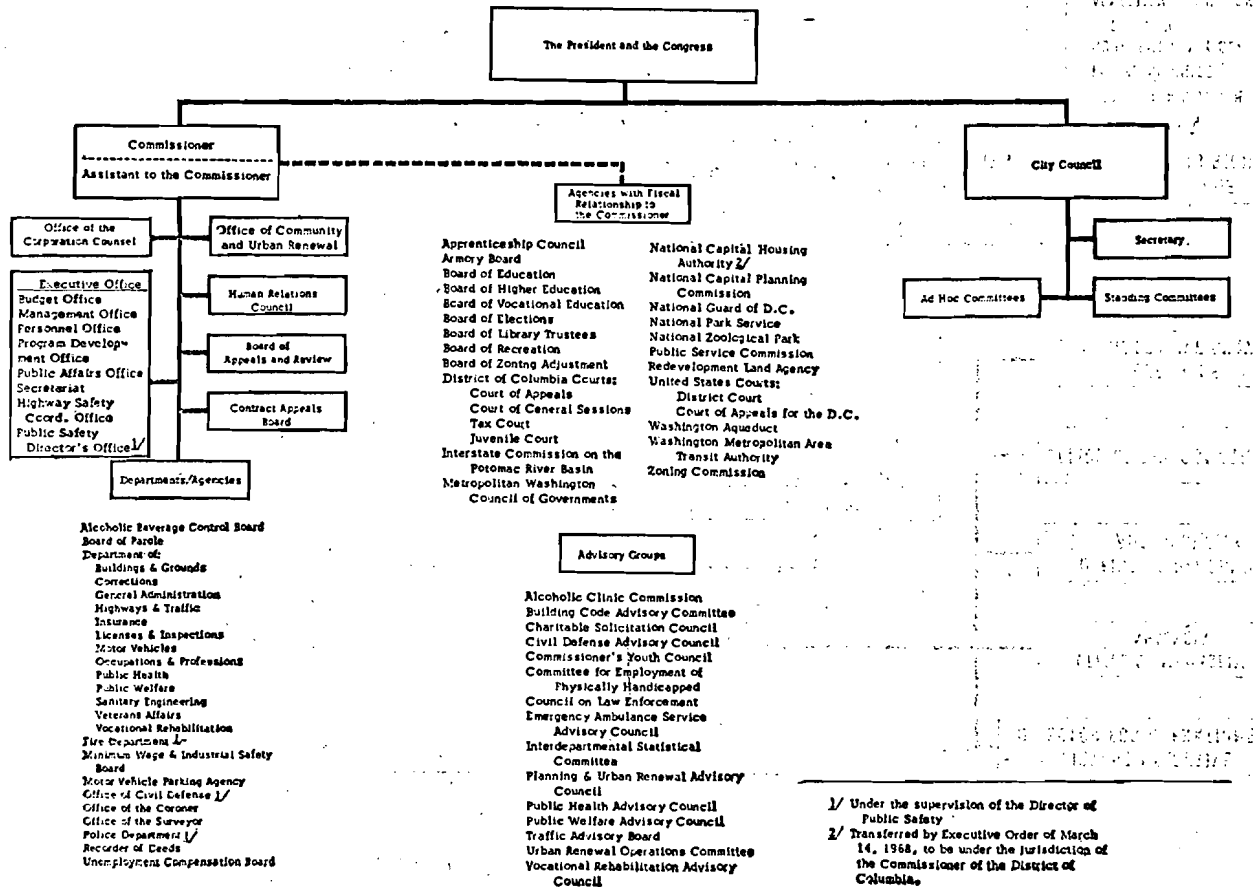 The President and the Congress
Commissioner
Assistant to the Commissioner
City Council
Agencies with Fiscal
Relationship to
the Commissioner
Office of the
Corporation Counsel
Office of Community
and Urban Renewal
Executive Office
Budget Office
Management Office
Personnel Office
Program Develop-
ment Office
Public Affairs Office
Secretariat
Highway Safety
Coord. Office
Public Safety
Director's Office 1/
Human Relations
Council
Board of
Appeals and Review
Contract Appeals
Board
Departments/Agencies
Secretary
Ad Hoc Committees
Standing Committees
Apprenticeship Council
Armory Board
Board of Education
Board of Higher Education
Board of Vocational Education
Board of Elections
Board of Library Trustees
Board of Recreation
Board of Zoning Adjustment
District of Columbia Courts:
Court of Appeals
Court of General Sessions
Tax Court
Juvenile Court
Interstate Commission on the
Potomac River Basin
Metropolitan Washington
Council of Governments
National Capital Housing
Authority 2/
National Capital Planning
Commission
National Guard of D.C.
National Park Service
National Zoological Park
Public Service Commission
Redevelopment Land Agency
United States Courts:
District Court
Court of Appeals for the D.C.
Washington Aqueduct
Washington Metropolitan Area
Transit Authority
Zoning Commission
Alcoholic Beverage Control Board
Board of Parole
Department of:
Buildings & Grounds
Corrections
General Administration
Highways & Traffic
Insurance
Licenses & Inspections
Motor Vehicles
Occupations & Professions
Public Health
Public Welfare
Sanitary Engineering
Veterans Affairs
Vocational Rehabilitation
Fire Department 1/
Minimum Wage & Industrial Safety
Board
Motor Vehicle Parking Agency
Office of Civil Defense 1/
Office of the Coroner
Office of the Surveyor
Police Department 1/
Recorder of Deeds
Unemployment Compensation Board
Advisory Groups
Alcoholic Clinic Commission
Building Code Advisory Committee
Charitable Solicitation Council
Civil Defense Advisory Council
Commissioner's Youth Council
Committee for Employment of
Physically Handicapped
Council on Law Enforcement
Emergency Ambulance Service
Advisory Council
Interdepartmental Statistical
Committee
Planning & Urban Renewal Advisory
Council
Public Health Advisory Council
Public Welfare Advisory Council
Traffic Advisory Board
Urban Renewal Operations Committee
Vocational Rehabilitation Advisory
Council
1/ Under the supervision of the Director of
Public Safety
2/ Transferred by Executive Order of March
14, 1968, to be under the jurisdiction of
the Commissioner of the District of
Columbia.